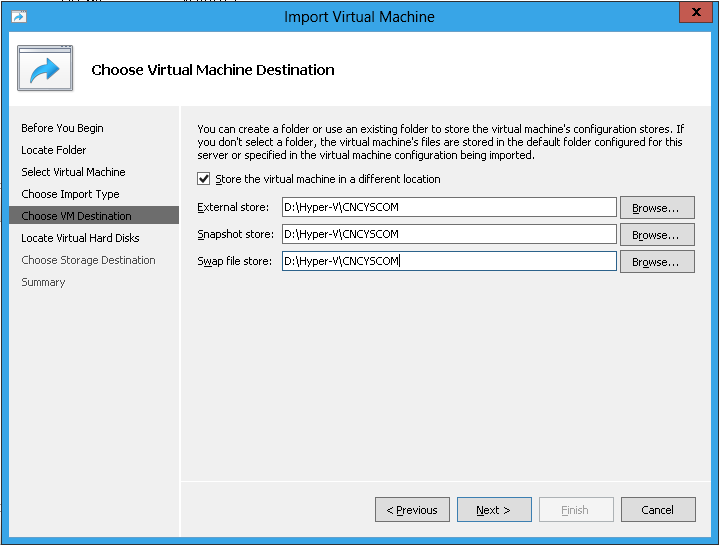 Import Virtual Machine
x
Choose Virtual Machine Destination
Before You Begin
Locate Folder
Select Virtual Machine
Choose Import Type
Choose VM Destination
Locate Virtual Hard Disks
Choose Storage Destination
Summary
You can create a folder or use an existing folder to store the virtual machine's configuration stores. If
you don't select a folder, the virtual machine's files are stored in the default folder configured for this
server or specified in the virtual machine configuration being imported.
Store the virtual machine in a different location
External store: D:\Hyper-V\CNCYSCOM Browse...
Snapshot store: D:\Hyper-V\CNCYSCOM Browse...
Swap file store: D:\Hyper-V\CNCYSCOM Browse...
< Previous Next > Finish Cancel